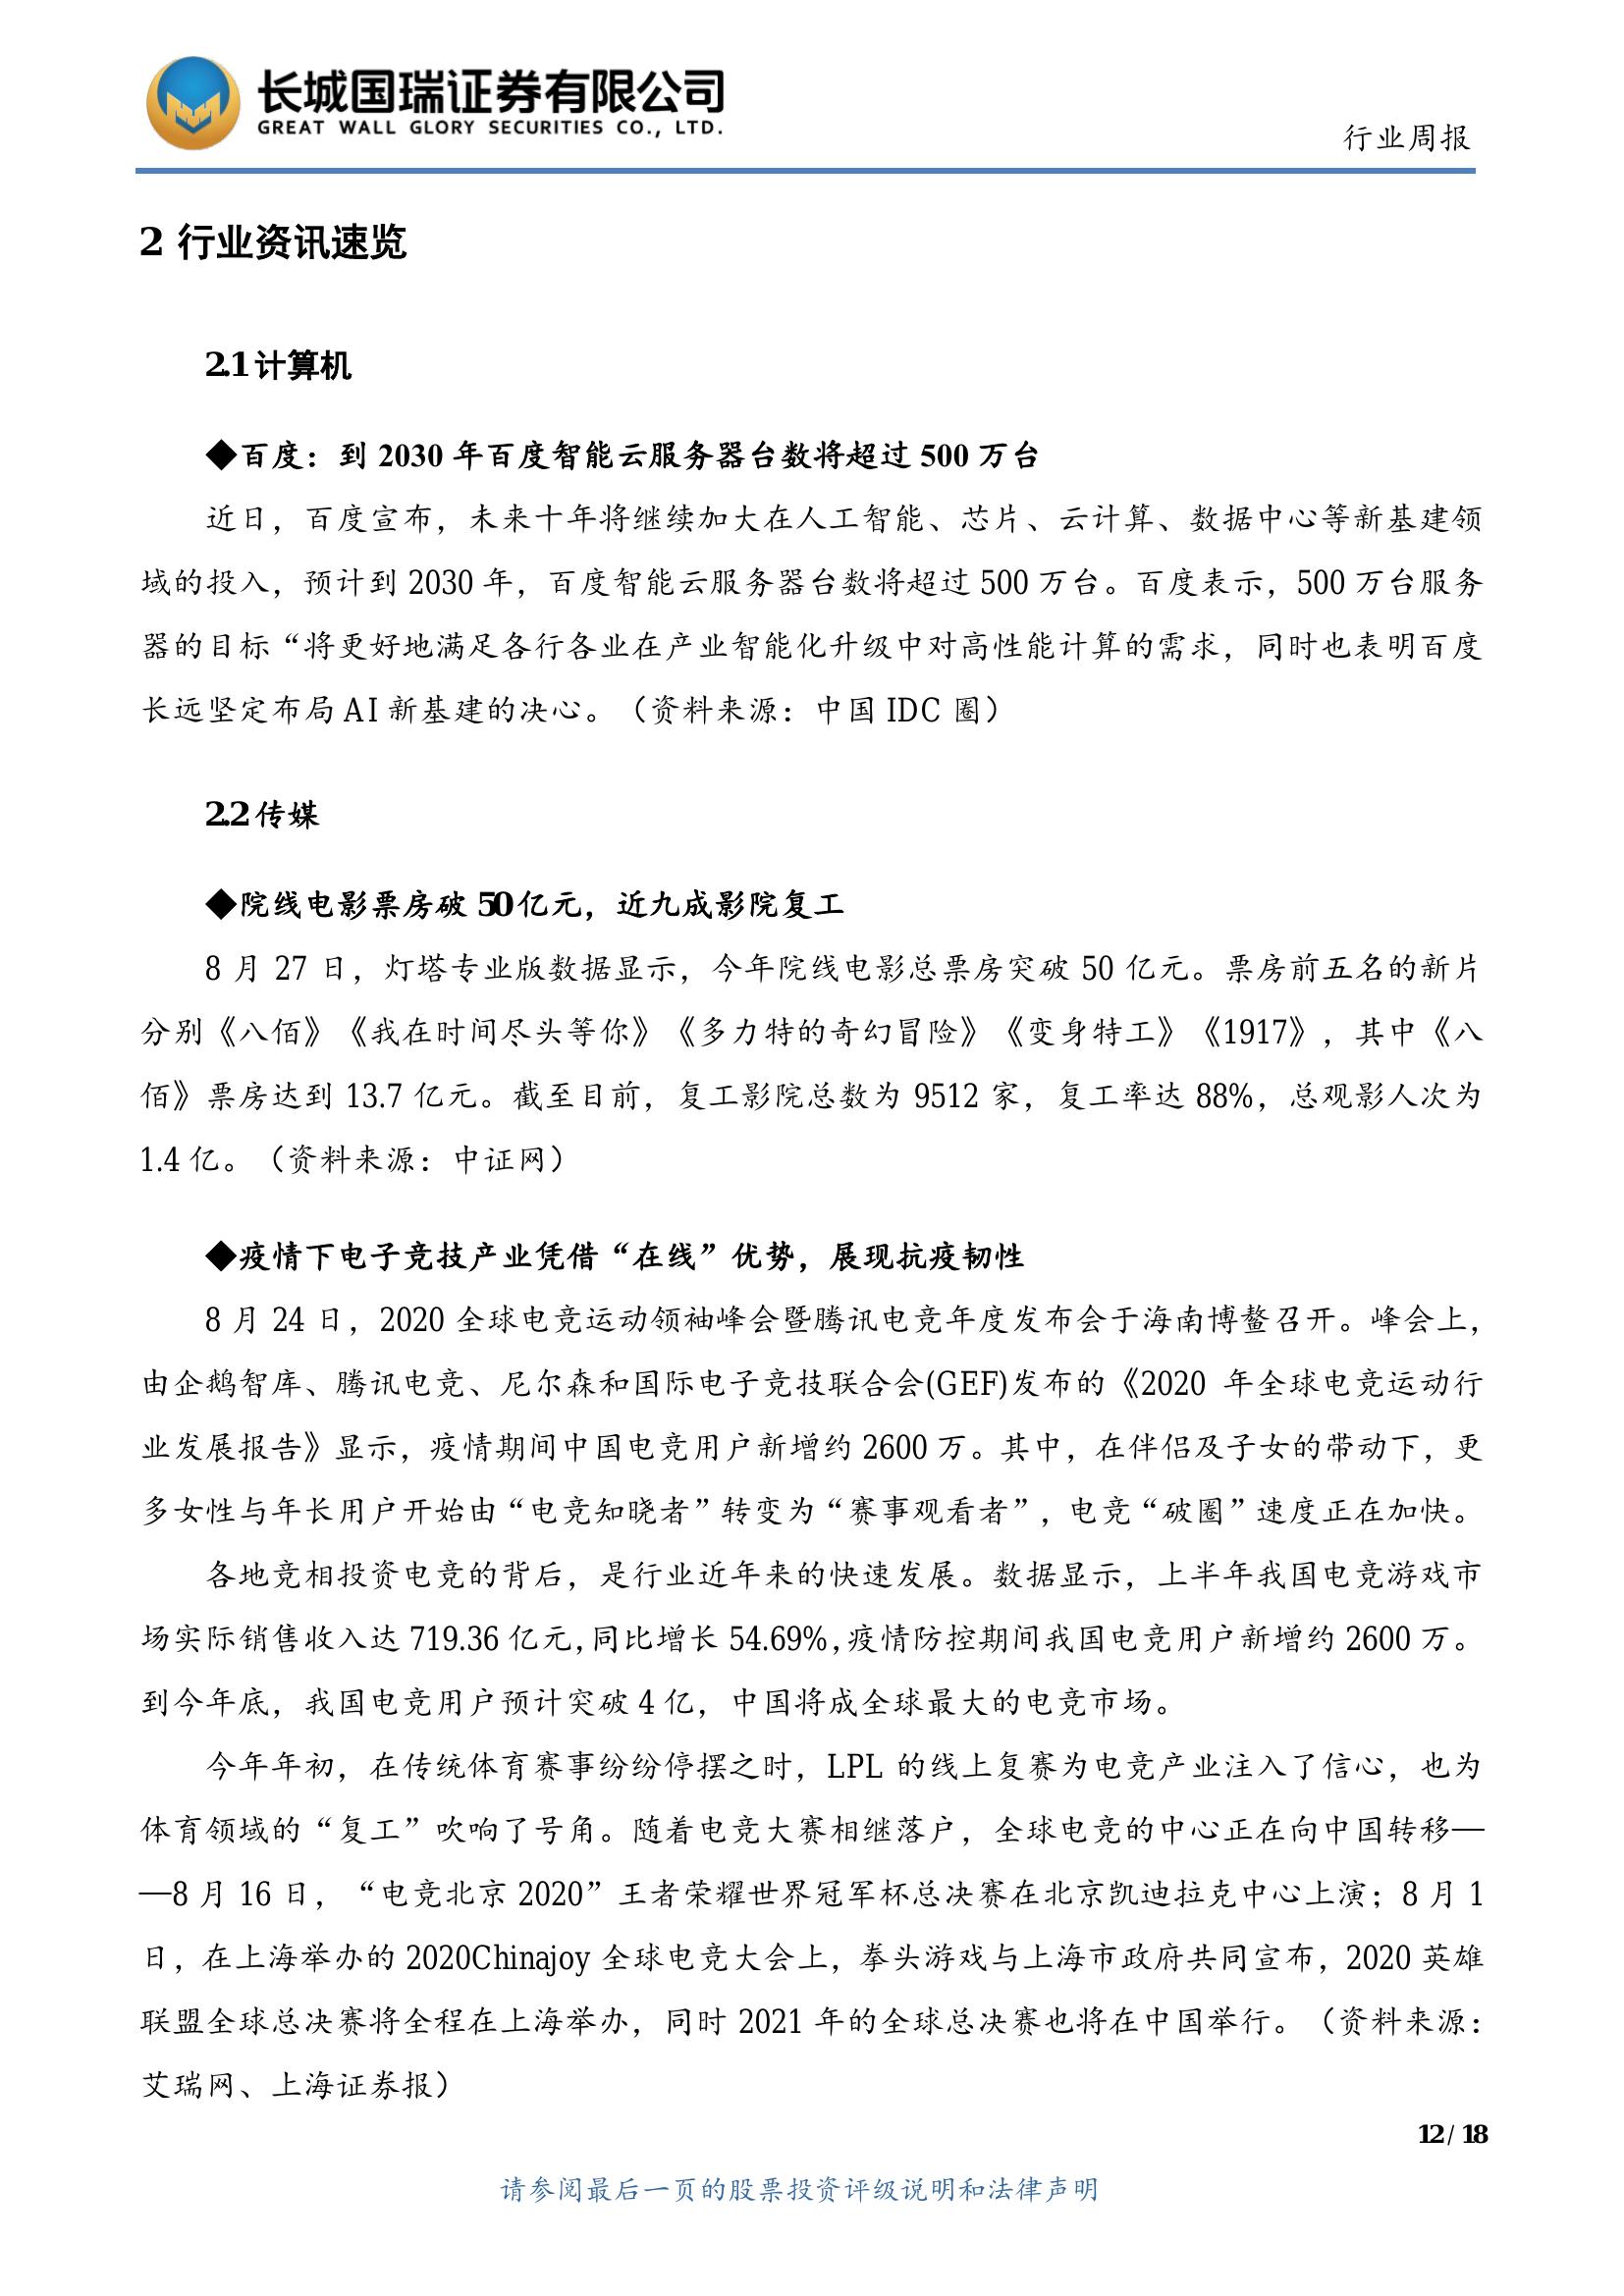 长城国瑞证券有限公司
GREAT WALL GLORY SECURITIES CO., LTD.
行业周报
2 行业资讯速览
2.1 计算机
◆百度：到 2030 年百度智能云服务器台数将超过 500 万台
近日，百度宣布，未来十年将继续加大在人工智能、芯片、云计算、数据中心等新基建领
域的投入，预计到 2030 年，百度智能云服务器台数将超过 500 万台。百度表示，500 万台服务
器的目标“将更好地满足各行各业在产业智能化升级中对高性能计算的需求，同时也表明百度
长远坚定布局 AI 新基建的决心。（资料来源：中国 IDC 圈）
2.2 传媒
◆院线电影票房破 50 亿元，近九成影院复工
8 月 27 日，灯塔专业版数据显示，今年院线电影总票房突破 50 亿元。票房前五名的新片
分别《八佰》《我在时间尽头等你》《多力特的奇幻冒险》《变身特工》《1917》，其中《八
佰》票房达到 13.7 亿元。截至目前，复工影院总数为 9512 家，复工率达 88%，总观影人次为
1.4 亿。（资料来源：中证网）
◆疫情下电子竞技产业凭借“在线”优势，展现抗疫韧性
8 月 24 日，2020 全球电竞运动领袖峰会暨腾讯电竞年度发布会于海南博鳌召开。峰会上，
由企鹅智库、腾讯电竞、尼尔森和国际电子竞技联合会(GEF)发布的《2020 年全球电竞运动行
业发展报告》显示，疫情期间中国电竞用户新增约 2600 万。其中，在伴侣及子女的带动下，更
多女性与年长用户开始由“电竞知晓者”转变为“赛事观看者”，电竞“破圈”速度正在加快。
各地竞相投资电竞的背后，是行业近年来的快速发展。数据显示，上半年我国电竞游戏市
场实际销售收入达 719.36 亿元,同比增长 54.69%,疫情防控期间我国电竞用户新增约 2600 万。
到今年底，我国电竞用户预计突破 4 亿，中国将成全球最大的电竞市场。
今年年初，在传统体育赛事纷纷停摆之时，LPL 的线上复赛为电竞产业注入了信心，也为
体育领域的“复工”吹响了号角。随着电竞大赛相继落户，全球电竞的中心正在向中国转移—
—8 月 16 日，“电竞北京 2020”王者荣耀世界冠军杯总决赛在北京凯迪拉克中心上演；8 月 1
日，在上海举办的 2020Chinajoy 全球电竞大会上，拳头游戏与上海市政府共同宣布，2020 英雄
联盟全球总决赛将全程在上海举办，同时 2021 年的全球总决赛也将在中国举行。（资料来源：
艾瑞网、上海证券报）
12 / 18
请参阅最后一页的股票投资评级说明和法律声明